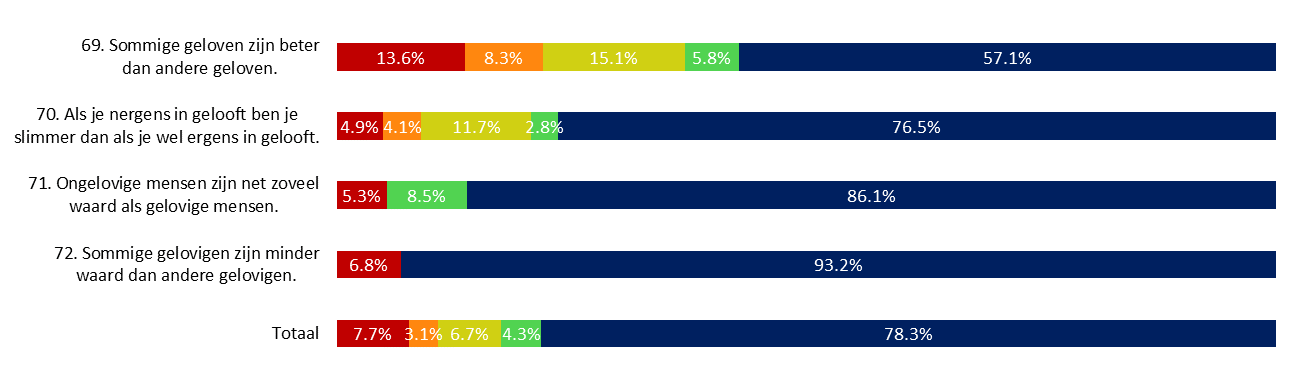 69. Sommige geloven zijn beter
dan andere geloven.
13.6% 8.3% 15.1% 5.8% 57.1%
70. Als je nergens in gelooft ben je
slimmer dan als je wel ergens in gelooft.
4.9% 4.1% 11.7% 2.8% 76.5%
71. Ongelovige mensen zijn net zoveel
waard als gelovige mensen.
5.3% 8.5% 86.1%
72. Sommige gelovigen zijn minder
waard dan andere gelovigen.
6.8% 93.2%
Totaal 7.7% 3.1% 6.7% 4.3% 78.3%